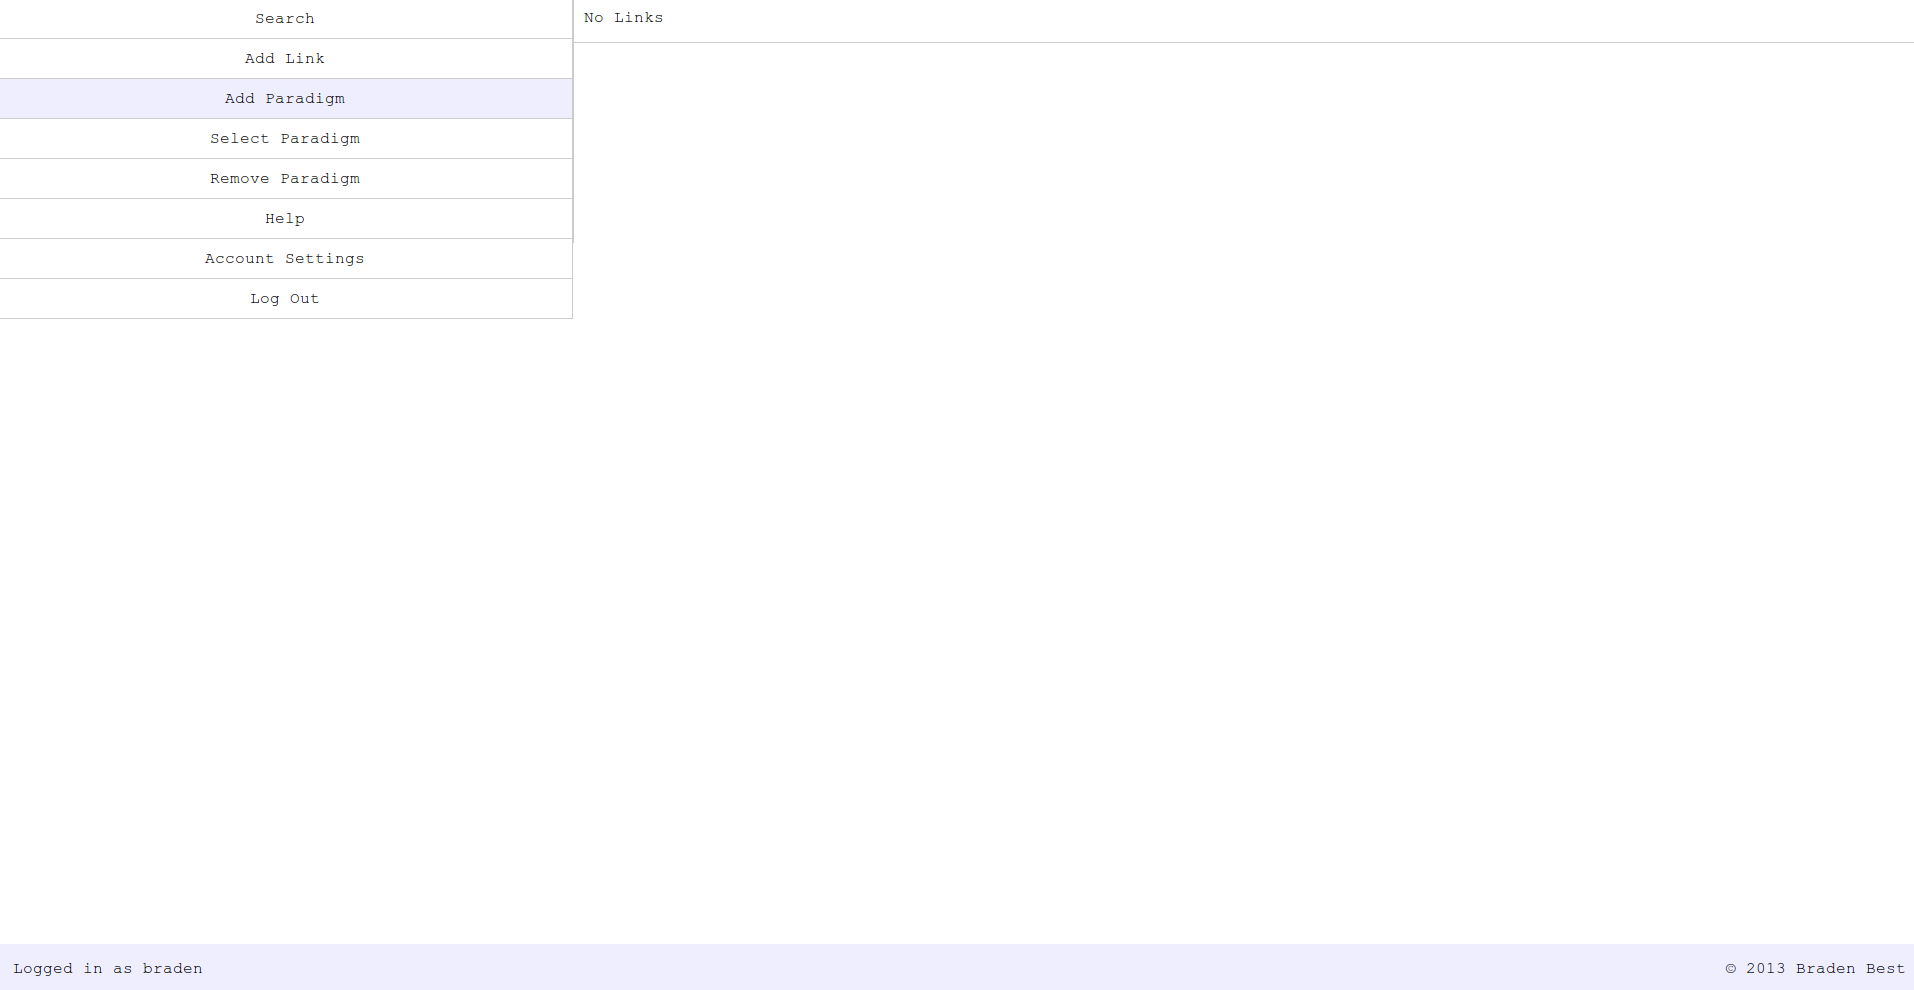 Search
Add Link
Add Paradigm
Select Paradigm
Remove Paradigm
Help
Account Settings
Log Out
No Links
Logged in as braden
© 2013 Braden Best